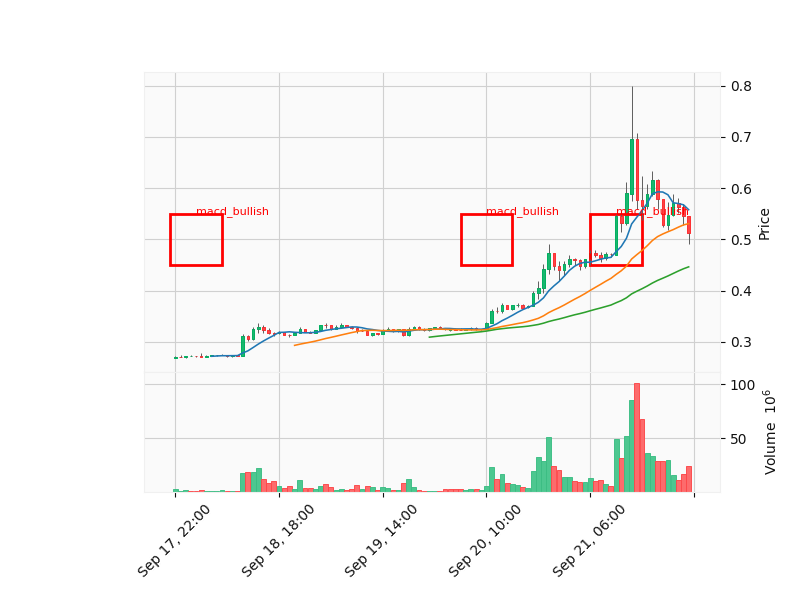 macd_bullish
macd_bullish
macd_bullish
0.8
0.7
0.6
0.5
0.4
0.3
Price
100
50
Volume 10^6
Sep 17, 22:00
Sep 18, 18:00
Sep 19, 14:00
Sep 20, 10:00
Sep 21, 06:00